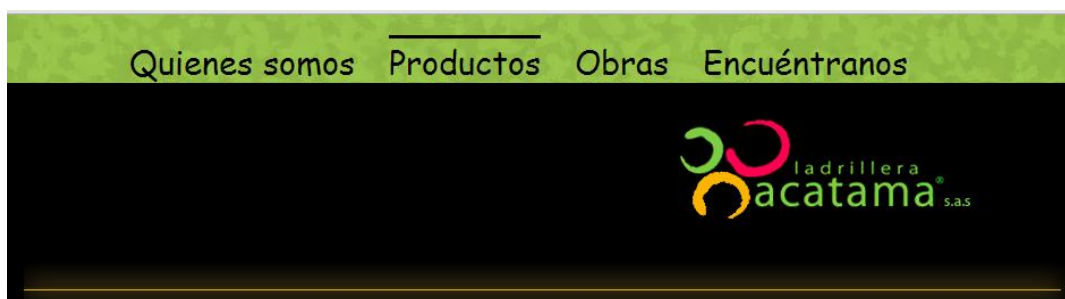 Quienes somos Productos Obras Encuéntranos
ladrillera
acatama® s.a.s